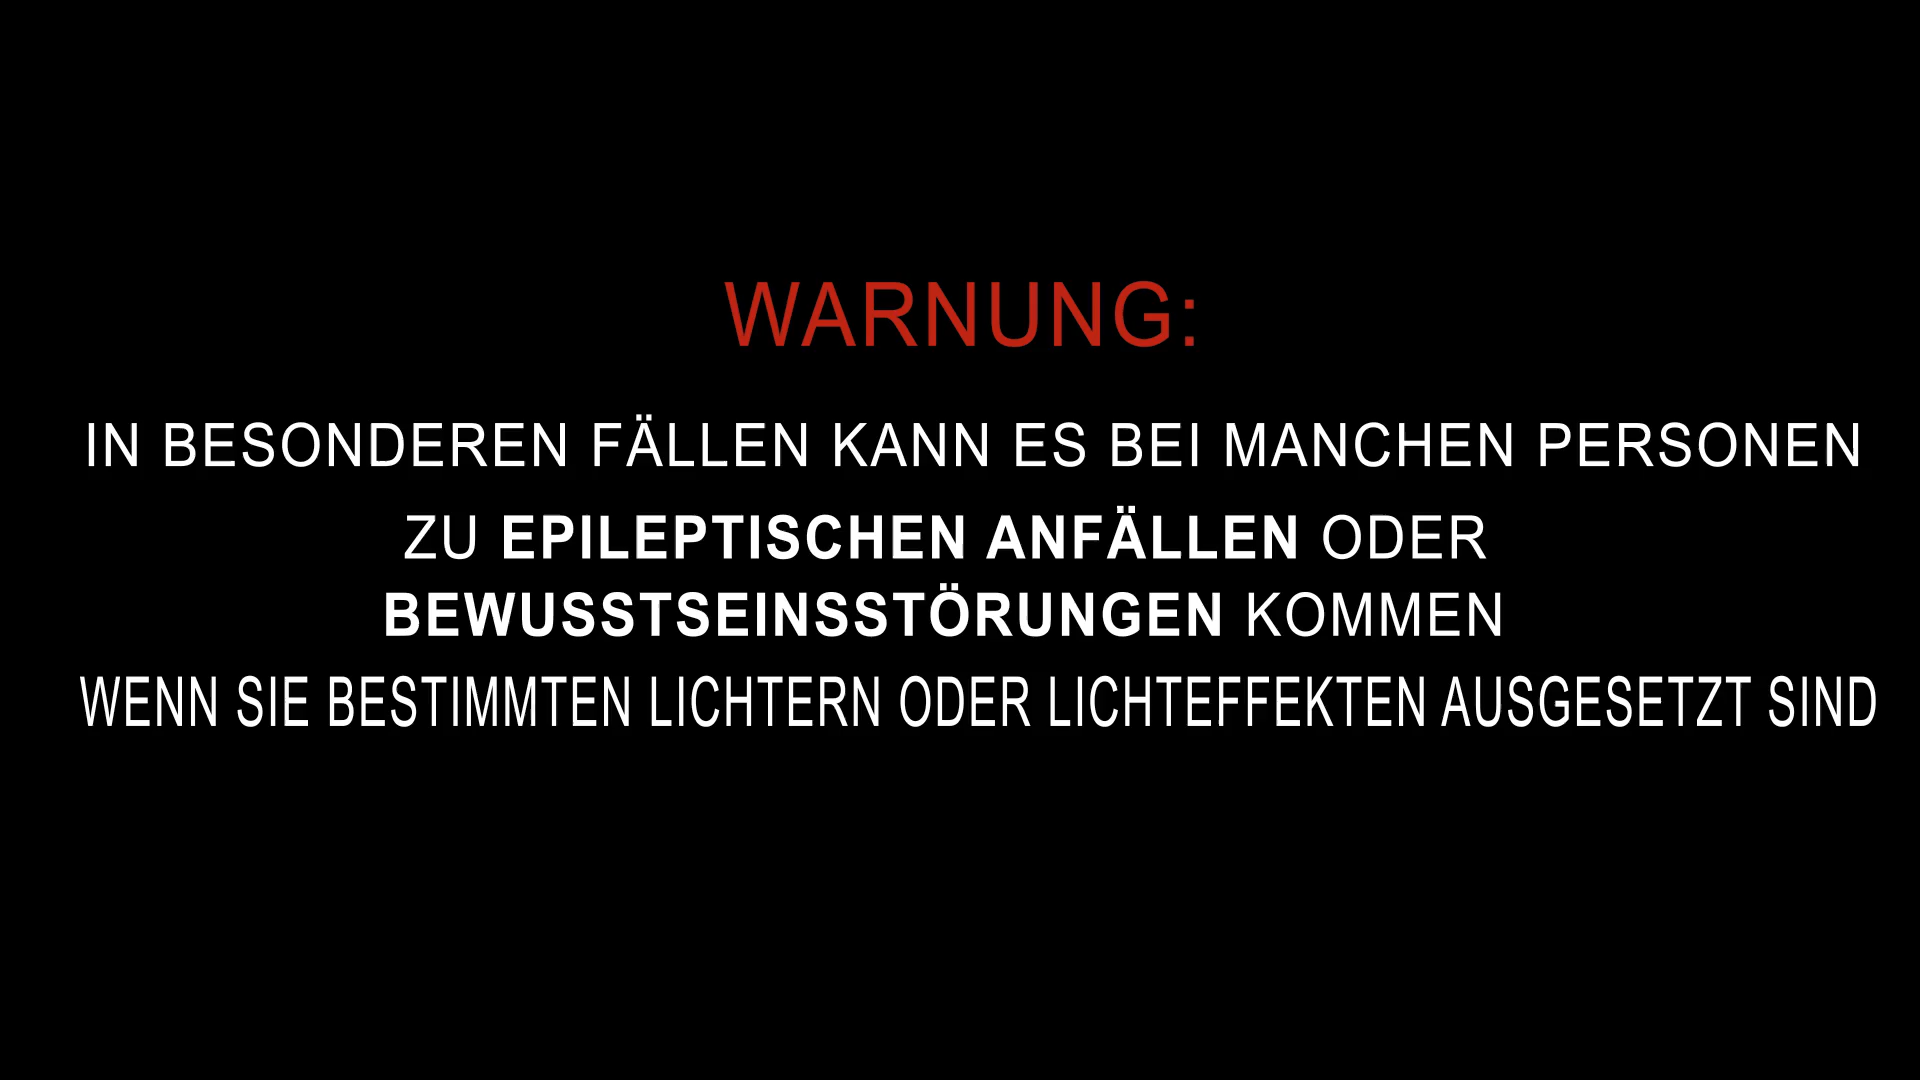 WARNUNG:
IN BESONDEREN FÄLLEN KANN ES BEI MANCHEN PERSONEN
ZU EPILEPTISCHEN ANFÄLLEN ODER
BEWUSSTSEINSSTÖRUNGEN KOMMEN
WENN SIE BESTIMMTEN LICHTERN ODER LICHTEFFEKTEN AUSGESETZT SIND